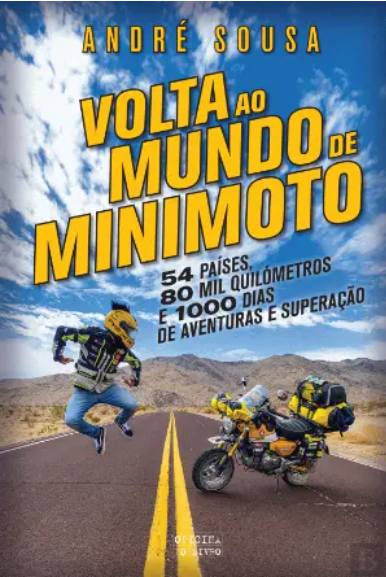 ANDRÉ SOUSA
VOLTA AO
MUNDO DE
MINIMOTO
54 PAÍSES,
80 MIL QUILÓMETROS
E 1000 DIAS
DE AVENTURAS E SUPERAÇÃO
OFICINA
DO LIVRO